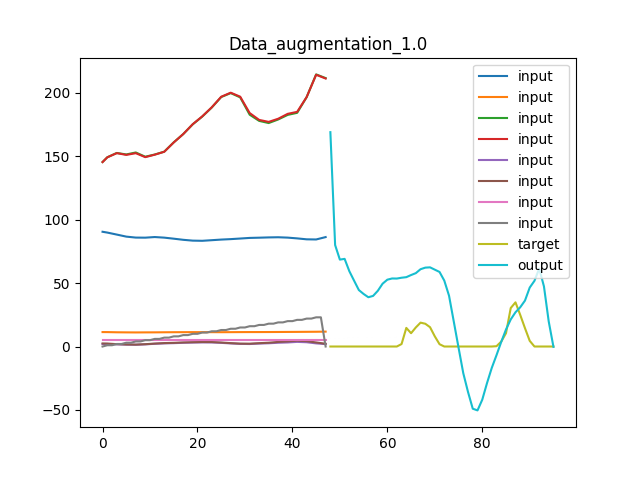 Data_augmentation_1.0
input
input
input
input
input
input
input
input
target
output
200
150
100
50
0
−50
0 20 40 60 80